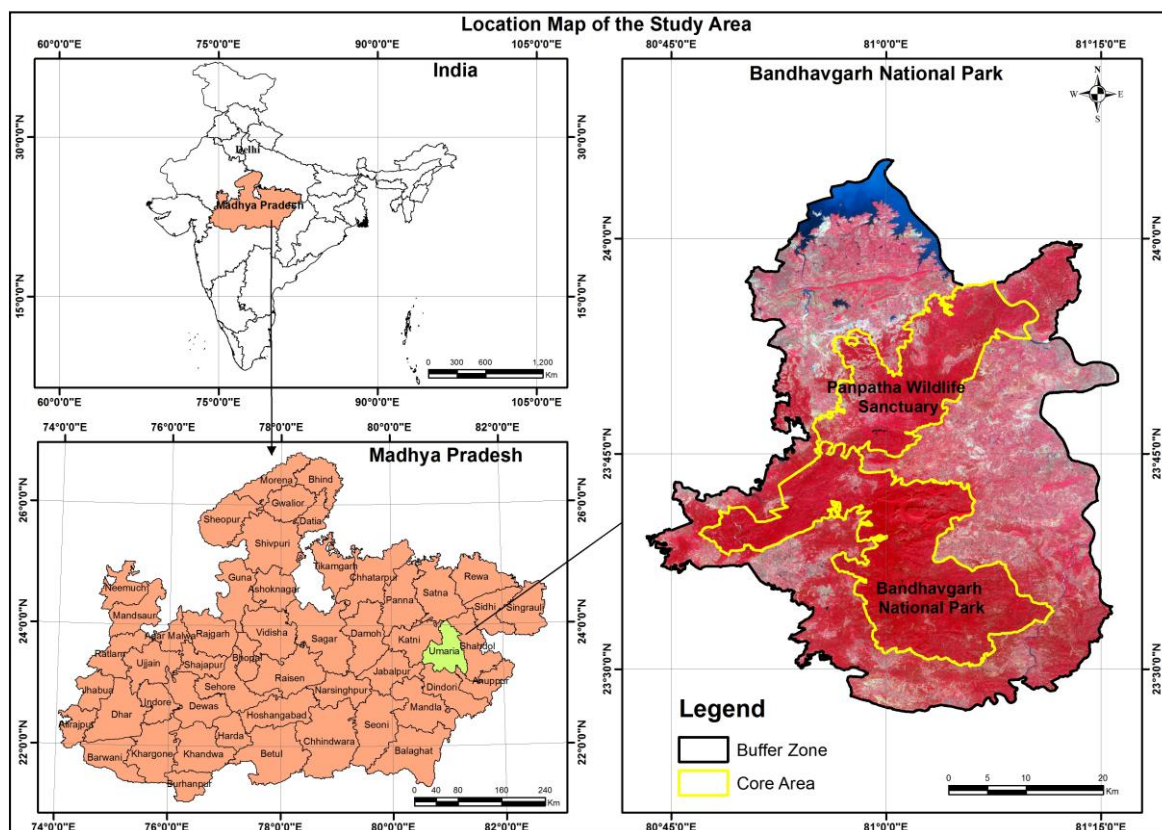 Location Map of the Study Area
60°0'0"E 75°0'0"E 90°0'0"E 105°0'0"E
India
30°0'0"N
30°0'0"N
Delhi
Madhya Pradesh
15°0'0"N
15°0'0"N
0 300 600 1,200
Km
60°0'0"E 75°0'0"E 90°0'0"E 105°0'0"E
74°0'0"E 76°0'0"E 78°0'0"E 80°0'0"E 82°0'0"E
Madhya Pradesh
26°0'0"N
26°0'0"N
24°0'0"N
24°0'0"N
22°0'0"N
22°0'0"N
Morena
Bhind
Gwalior
Sheopur
Datia
Shivpuri
Tikamgarh
Neemuch
Guna
Chhatarpur
Rewa
Ashoknagar
Panna
Satna
Sidhi
Singrauli
Mandsaur
Agar Malwa
Rajgarh
Vidisha
Sagar
Damoh
Katni
Umaria
Shahdol
Ratlam
Ujjain
Shajapur
Bhopal
Jabalpur
Anuppur
Jhabua
Sehore
Raisen
Narsinghpur
Dindori
Alirajpur
Dhar
Indore
Dewas
Hoshangabad
Seoni
Mandla
Harda
Chhindwara
Barwani
Khargone
Khandwa
Betul
Balaghat
Burhanpur
0 40 80 160 240
Km
74°0'0"E 76°0'0"E 78°0'0"E 80°0'0"E 82°0'0"E
80°45'0"E 81°0'0"E 81°15'0"E
Bandhavgarh National Park
N
W E
S
24°0'0"N
24°0'0"N
Panpatha Wildlife
Sanctuary
23°45'0"N
23°45'0"N
Bandhavgarh
National Park
23°30'0"N
23°30'0"N
Legend
Buffer Zone
Core Area
0 5 10 20
Km
80°45'0"E 81°0'0"E 81°15'0"E